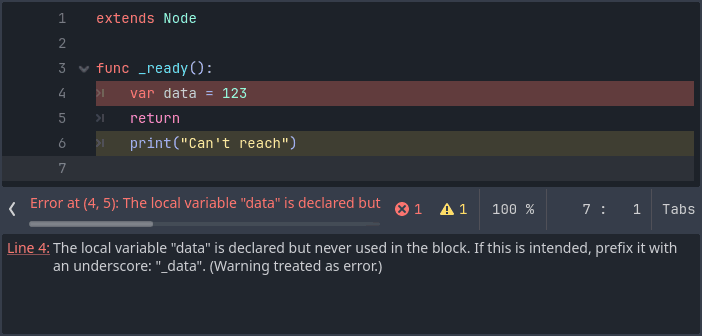 1 extends Node
2
3 func _ready():
4 var data = 123
5 return
6 print("Can't reach")
7
Error at (4, 5): The local variable "data" is declared but 1 1 100 % 7 : 1 Tabs
Line 4: The local variable "data" is declared but never used in the block. If this is intended, prefix it with
an underscore: "_data". (Warning treated as error.)